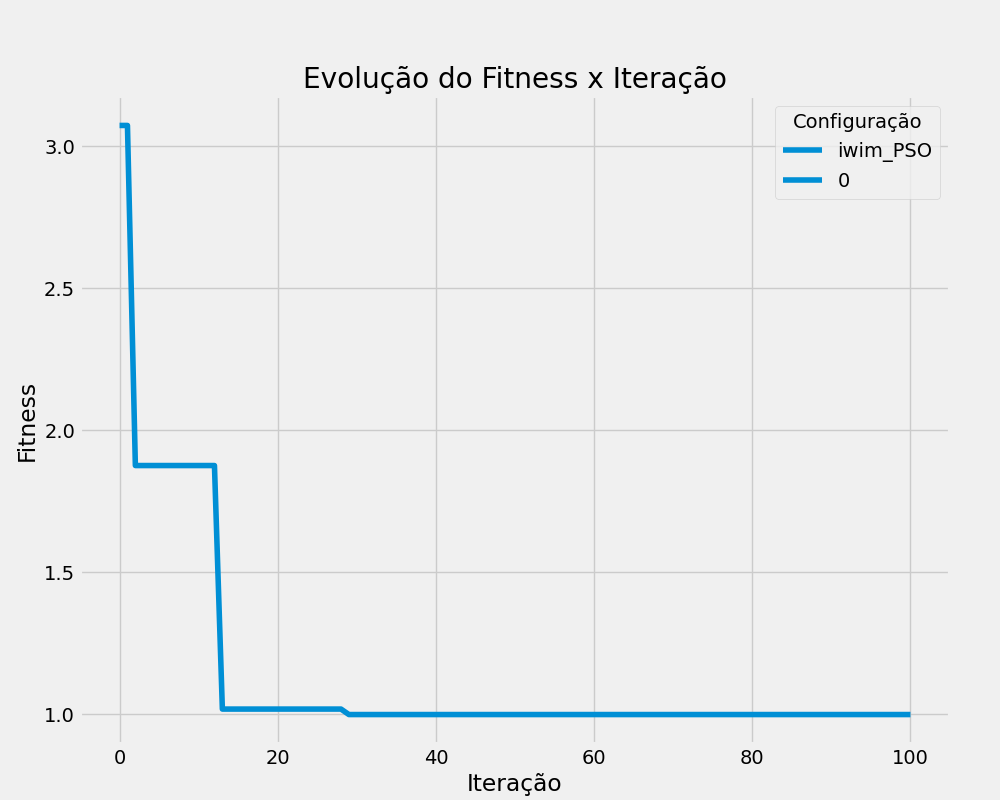 Evolução do Fitness x Iteração
Configuração
iwim_PSO
0
3.0
2.5
2.0
1.5
1.0
Fitness
0 20 40 60 80 100
Iteração